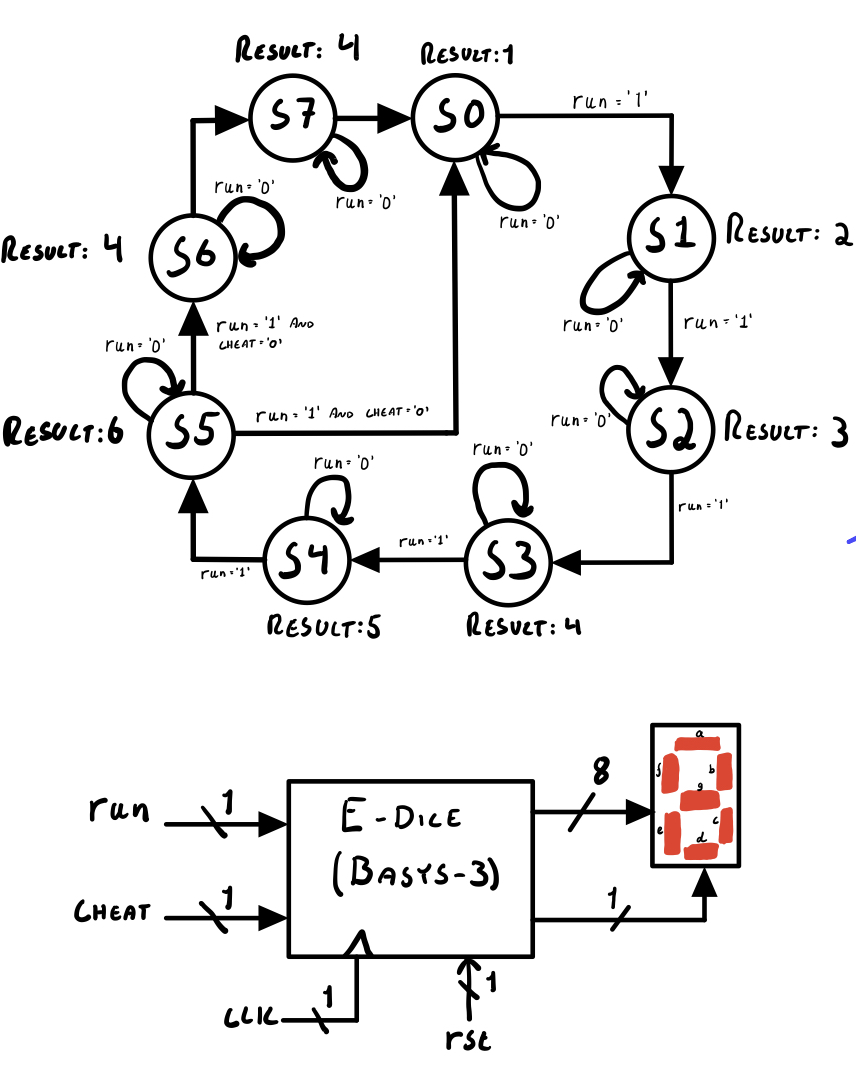 RESULT: 4
RESULT:1
S7
S0
run = '1'
run = '0'
run = '0'
run = '0'
RESULT: 4
S6
S1
RESULT: 2
run = '0'
run = '1' AND
CHEAT = '0'
run = '1'
run = '0'
RESULT:6
S5
run = '1' AND CHEAT = '0'
run = '0'
S2
RESULT: 3
run = '0'
run = '0'
run = '1'
S4
run = '1'
S3
run = '1'
RESULT:5
RESULT: 4
run
1
E-DICE
(BASYS-3)
8
a
f
b
g
e
c
d
CHEAT
1
1
CLK
1
1
rst